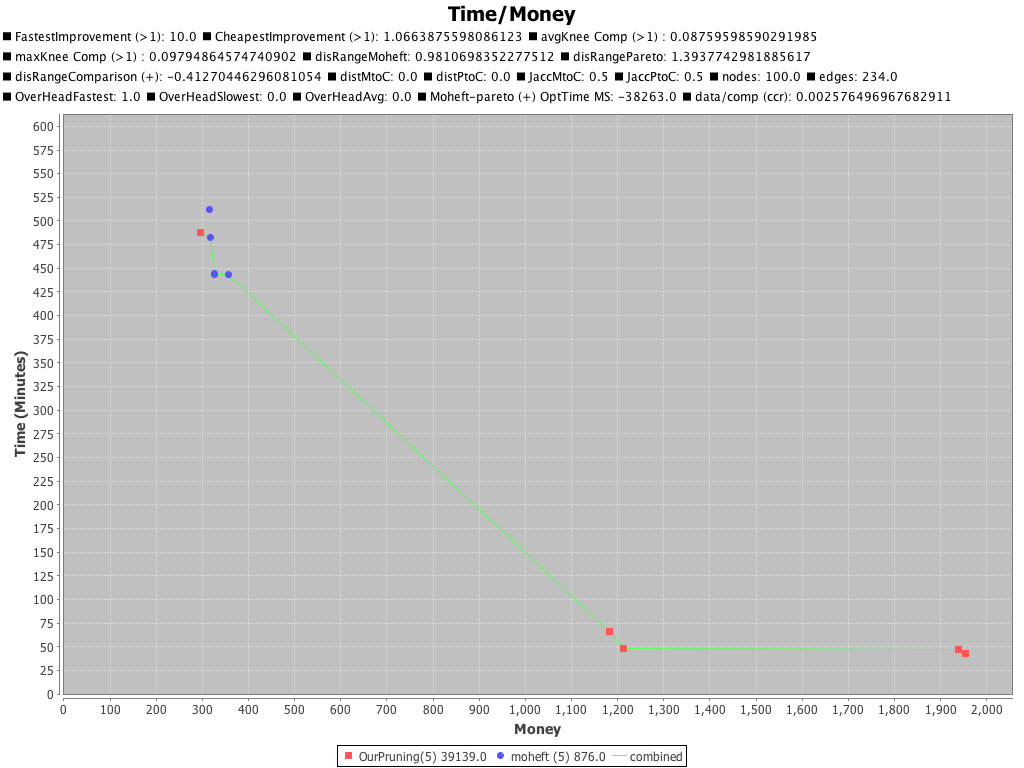 Time/Money
FastestImprovement (>1): 10.0 CheapestImprovement (>1): 1.0663875598086123 avgKnee Comp (>1) : 0.08759598590291985
maxKnee Comp (>1) : 0.09794864574740902 disRangeMoheft: 0.9810698352277512 disRangePareto: 1.3937742981885617
disRangeComparison (+): -0.41270446296081054 distMtoC: 0.0 distPtoC: 0.0 JaccMtoC: 0.5 JaccPtoC: 0.5 nodes: 100.0 edges: 234.0
OverHeadFastest: 1.0 OverHeadSlowest: 0.0 OverHeadAvg: 0.0 Moheft-pareto (+) OptTime MS: -38263.0 data/comp (ccr): 0.002576496967682911
600
575
550
525
500
475
450
425
400
375
350
325
300
275
250
225
200
175
150
125
100
75
50
25
0
Time (Minutes)
0 100 200 300 400 500 600 700 800 900 1,000 1,100 1,200 1,300 1,400 1,500 1,600 1,700 1,800 1,900 2,000
Money
OurPruning(5) 39139.0 moheft (5) 876.0 combined